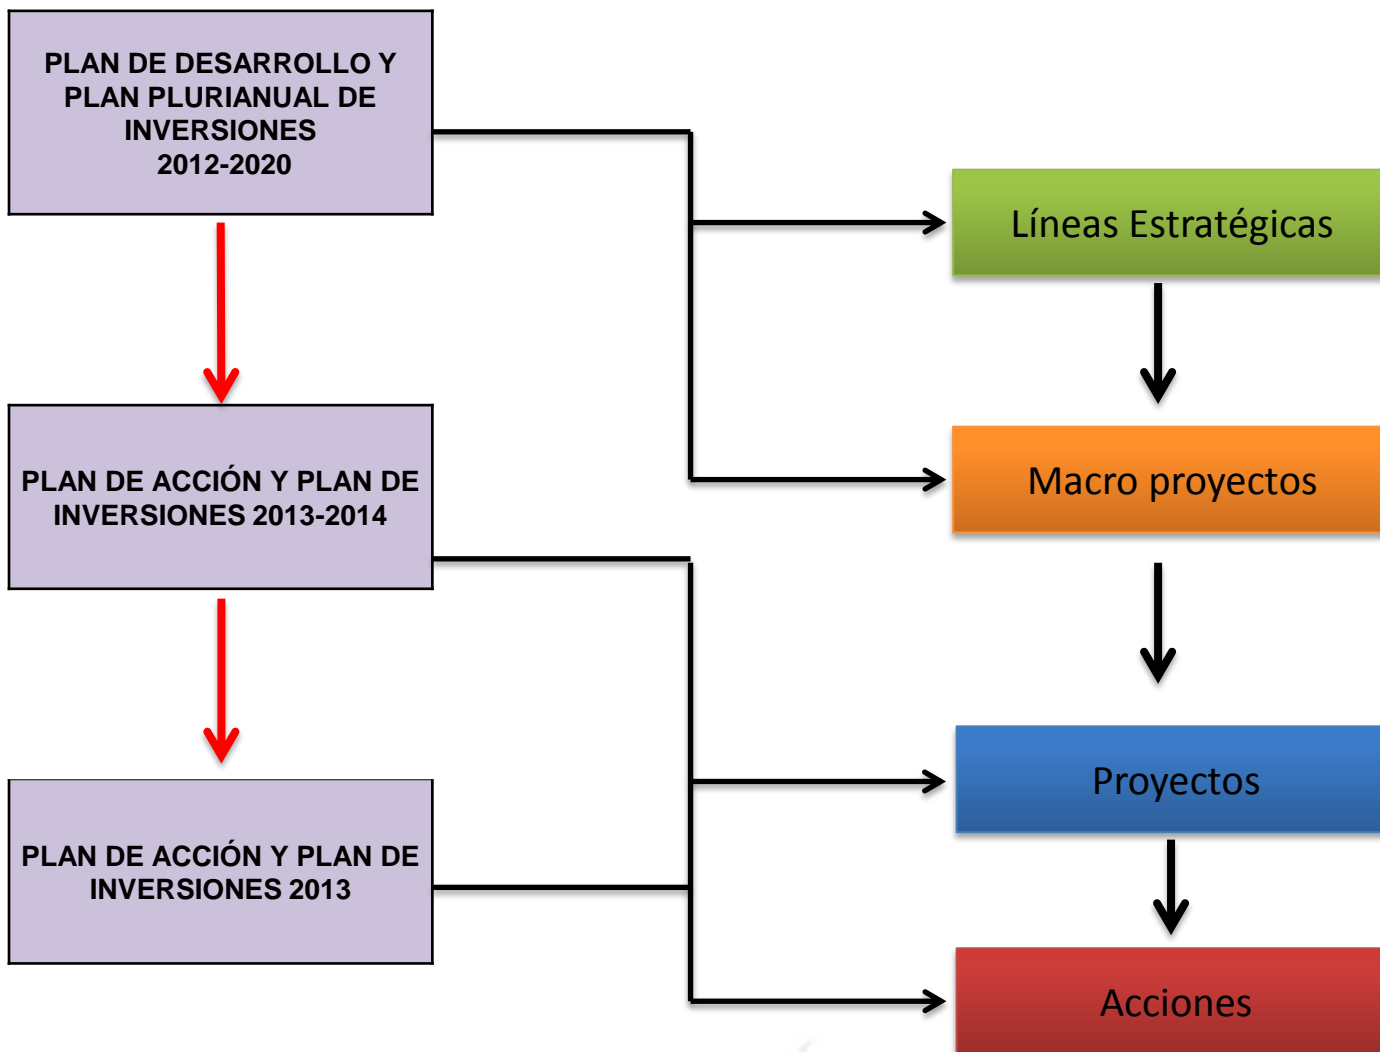 PLAN DE DESARROLLO Y
PLAN PLURIANUAL DE
INVERSIONES
2012-2020
Líneas Estratégicas
PLAN DE ACCIÓN Y PLAN DE
INVERSIONES 2013-2014
Macro proyectos
Proyectos
PLAN DE ACCIÓN Y PLAN DE
INVERSIONES 2013
Acciones